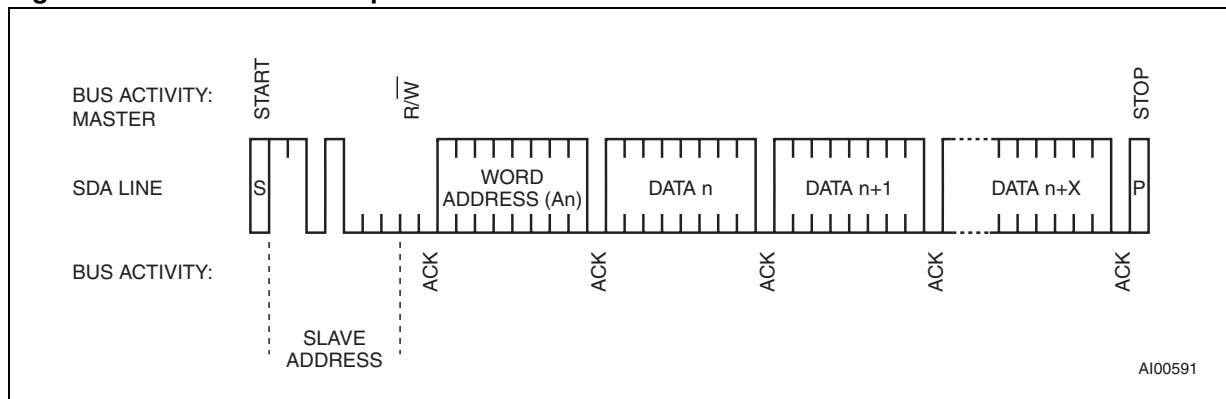 START
R/W
STOP
BUS ACTIVITY:
MASTER
SDA LINE
S
WORD
ADDRESS (An)
DATA n
DATA n+1
DATA n+X
P
BUS ACTIVITY:
ACK
ACK
ACK
ACK
ACK
SLAVE
ADDRESS
AI00591